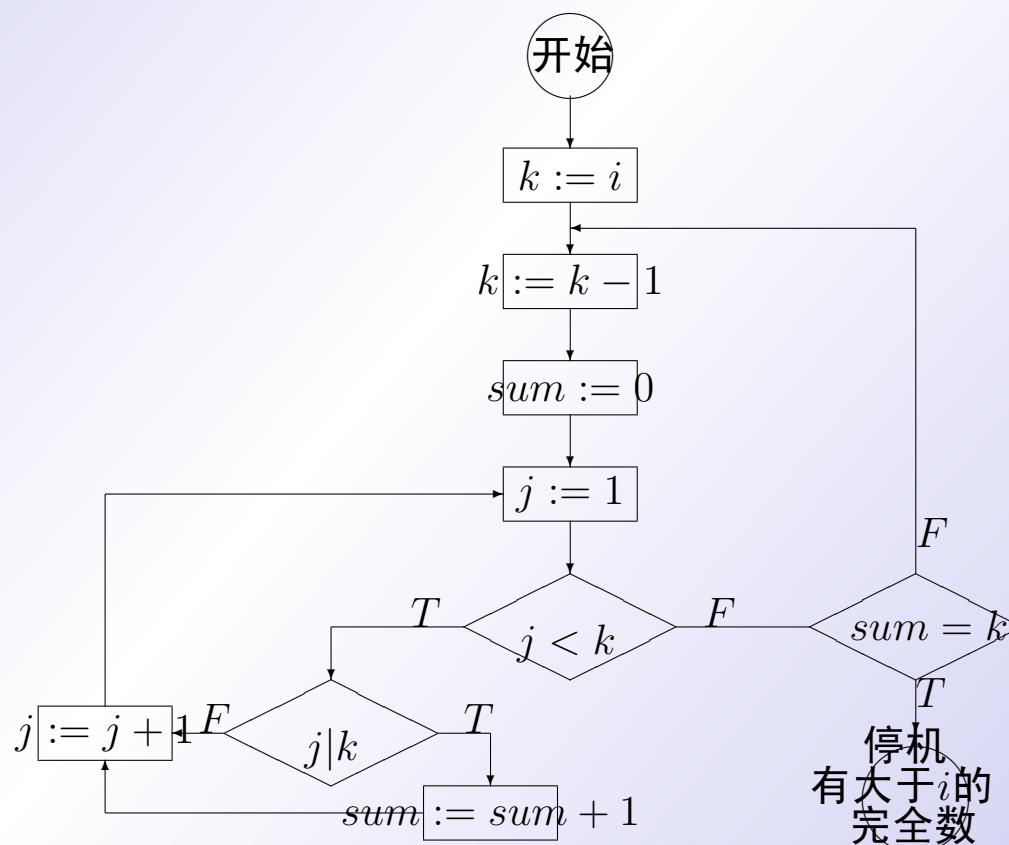 开始
k := i
k := k − 1
sum := 0
j := 1
F
T
j < k
F
sum = k
T
j := j + 1
F
j|k
T
停机
有大于i的
完全数
sum := sum + 1